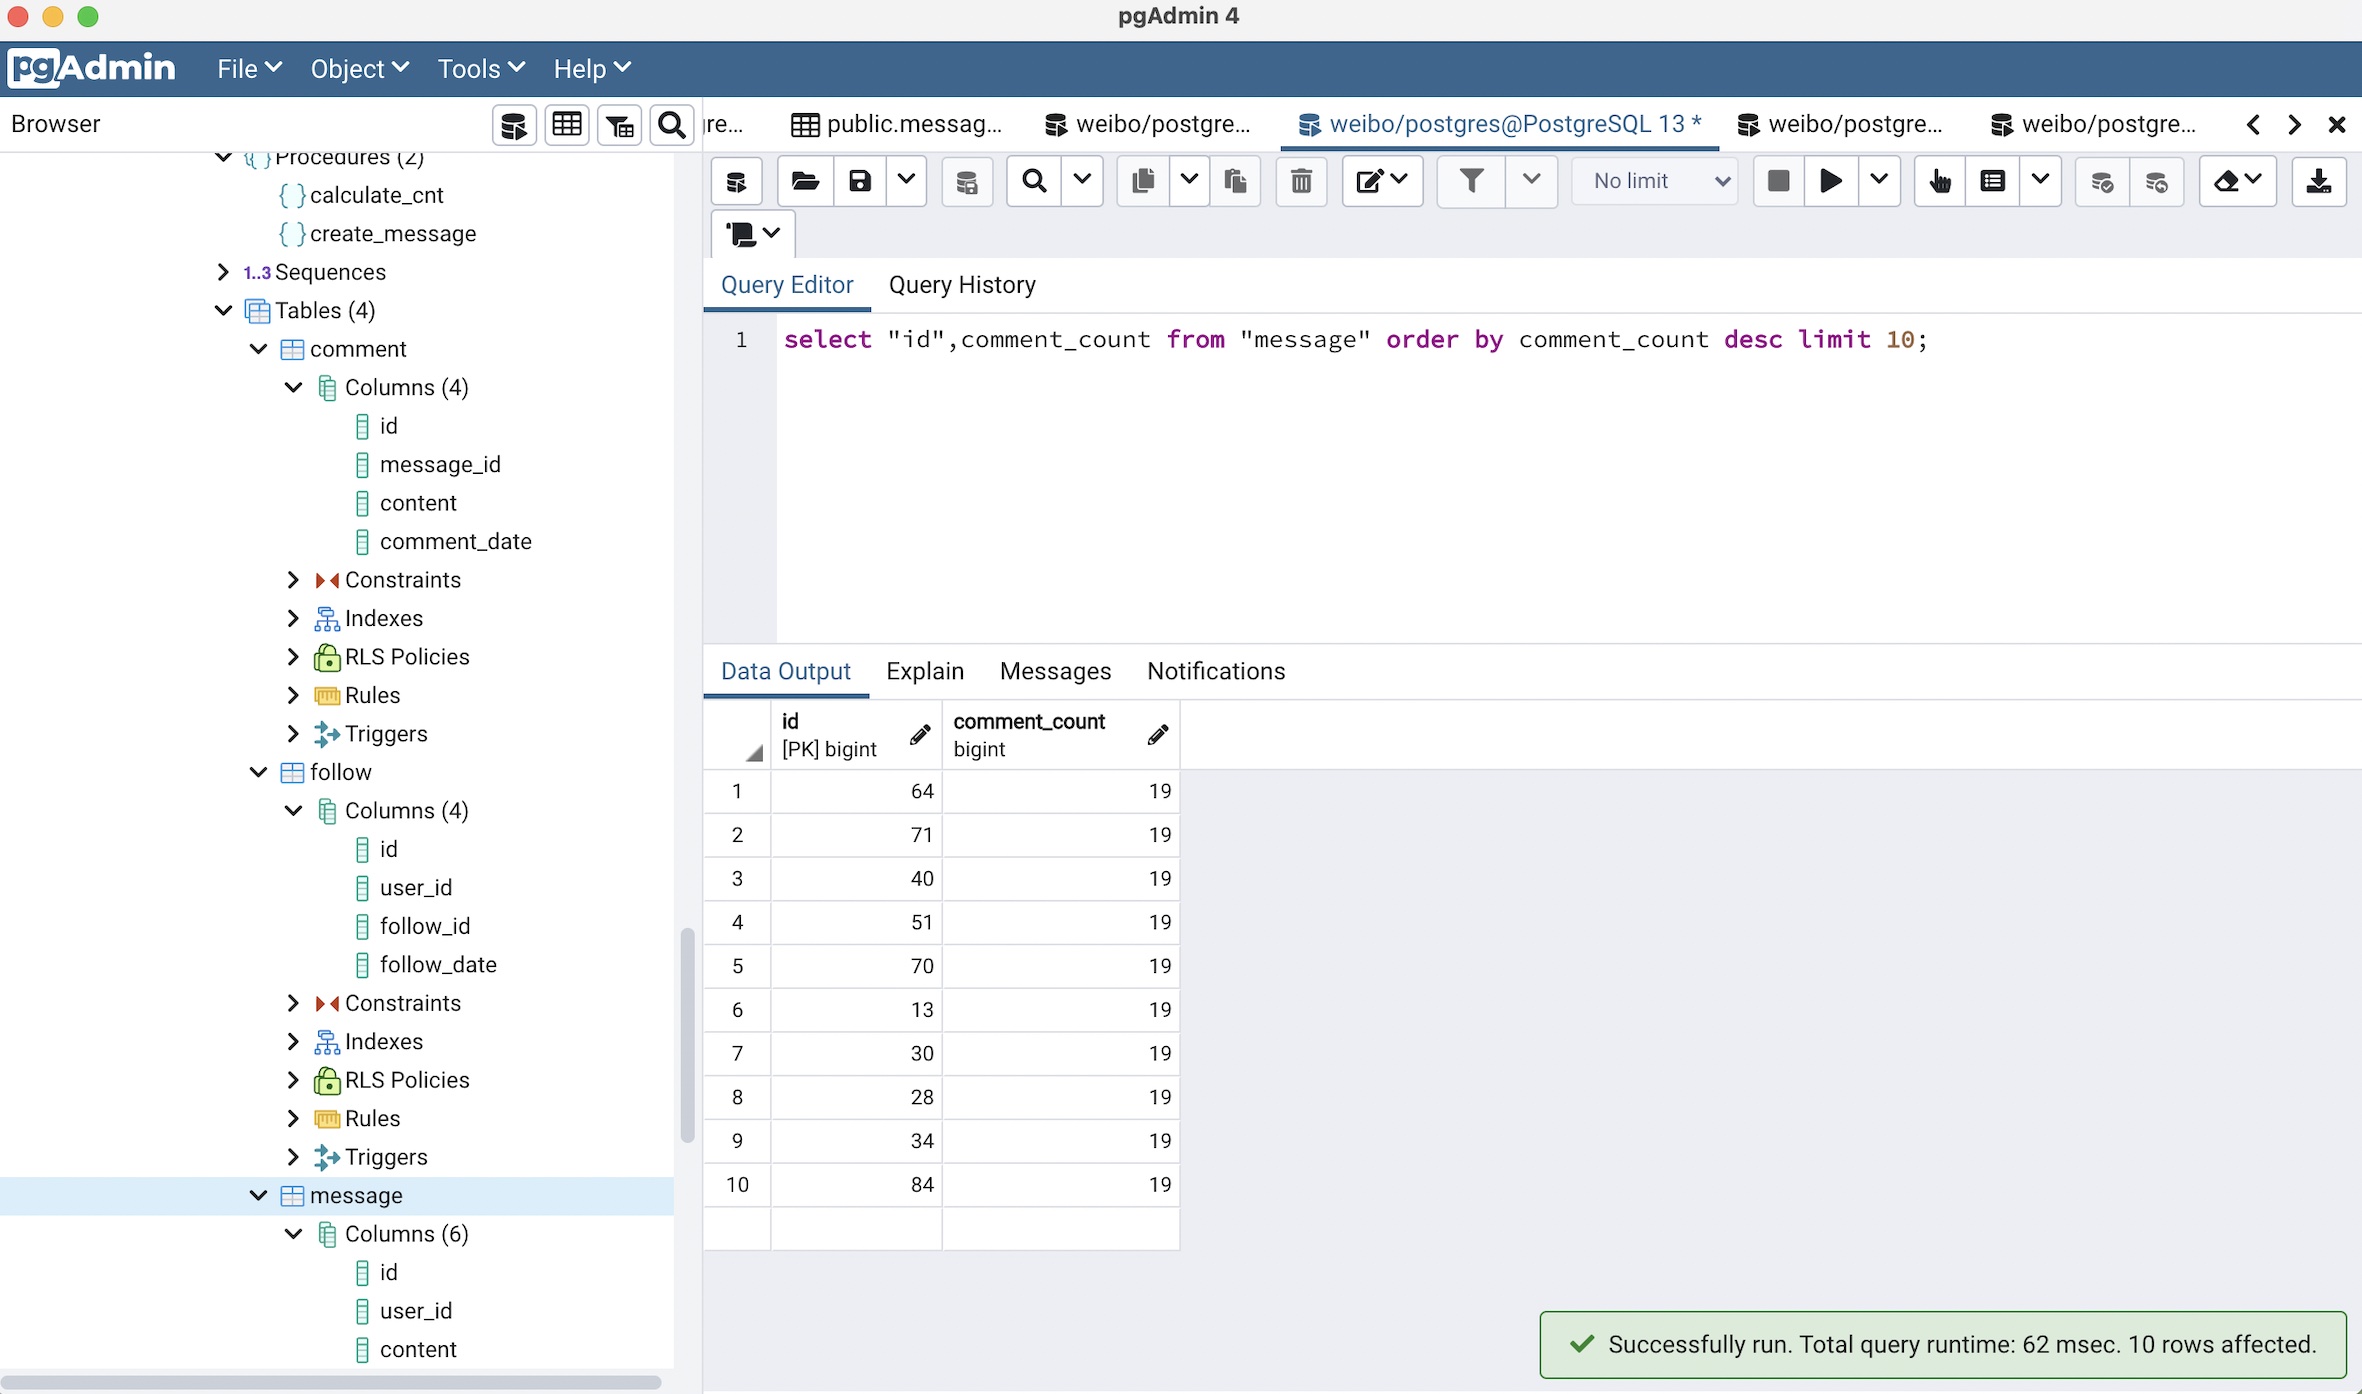 pgAdmin 4
pgAdmin File Object Tools Help
Browser
gre... public.messag... weibo/postgre... weibo/postgres@PostgreSQL 13 * weibo/postgre... weibo/postgre...
No limit
Procedures (2)
{ } calculate_cnt
{ } create_message
1..3 Sequences
Tables (4)
comment
Columns (4)
id
message_id
content
comment_date
Constraints
Indexes
RLS Policies
Rules
Triggers
follow
Columns (4)
id
user_id
follow_id
follow_date
Constraints
Indexes
RLS Policies
Rules
Triggers
message
Columns (6)
id
user_id
content
Query Editor Query History
1 select "id",comment_count from "message" order by comment_count desc limit 10;
Data Output Explain Messages Notifications
id comment_count
[PK] bigint bigint
1 64 19
2 71 19
3 40 19
4 51 19
5 70 19
6 13 19
7 30 19
8 28 19
9 34 19
10 84 19
Successfully run. Total query runtime: 62 msec. 10 rows affected.